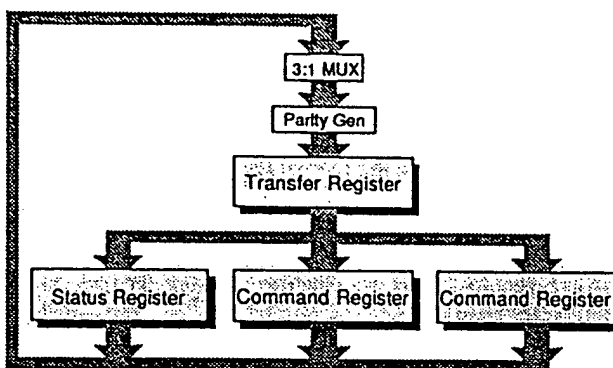 3:1 MUX
Parity Gen
Transfer Register
Status Register
Command Register
Command Register